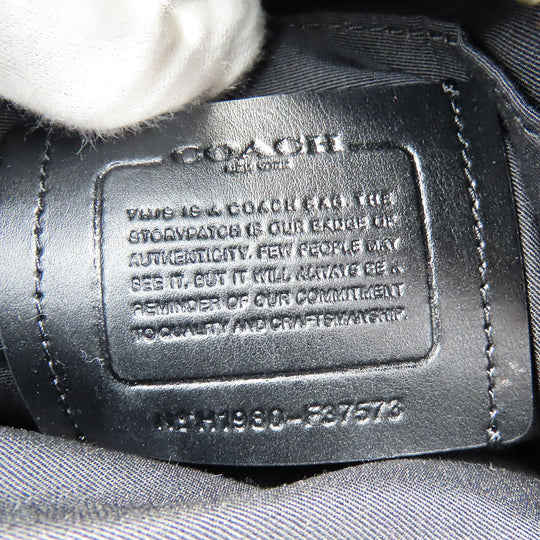 COACH
NEW YORK
THIS IS A COACH BAG. THE
STORYPATCH IS OUR BADGE OF
AUTHENTICITY. FEW PEOPLE MAY
SEE IT, BUT IT WILL ALWAYS BE A
REMINDER OF OUR COMMITMENT
TO QUALITY AND CRAFTSMANSHIP.
Nº H1980-F37573